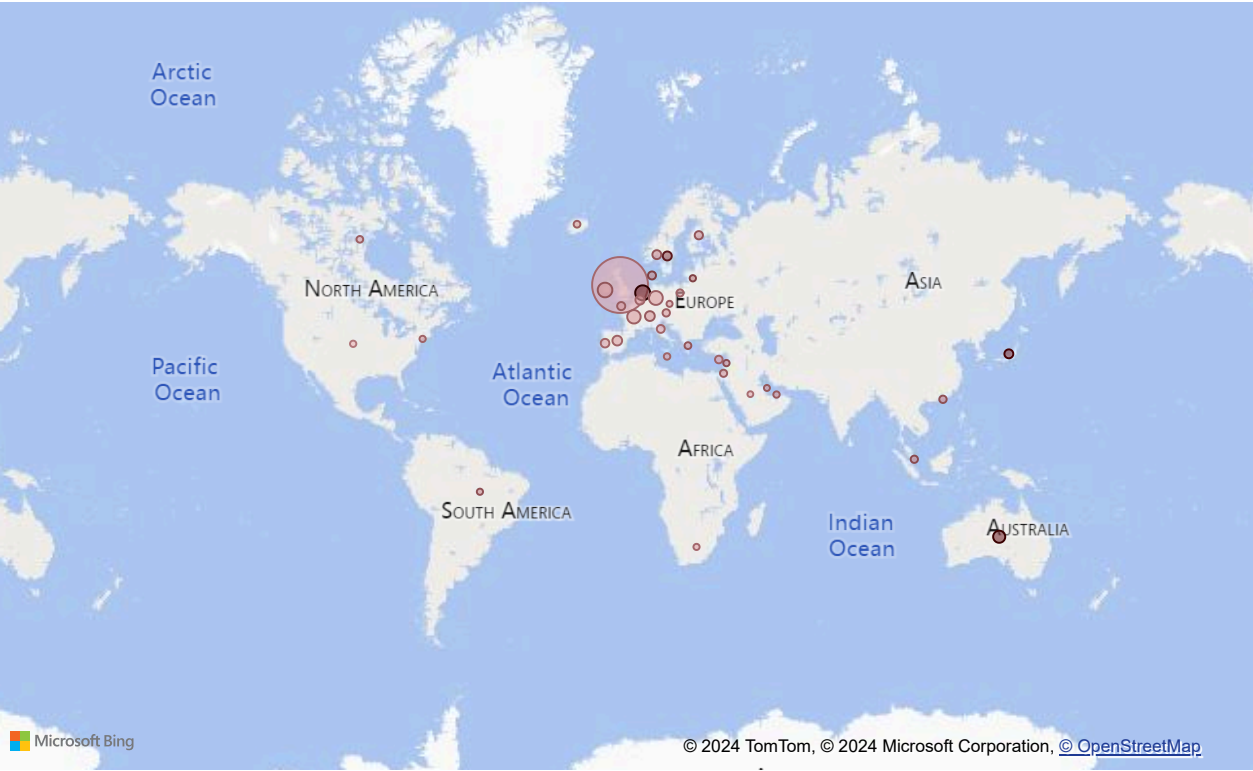 Arctic
Ocean
NORTH AMERICA
EUROPE
ASIA
Pacific
Ocean
Atlantic
Ocean
AFRICA
SOUTH AMERICA
Indian
Ocean
AUSTRALIA
Microsoft Bing
© 2024 TomTom, © 2024 Microsoft Corporation, © OpenStreetMap